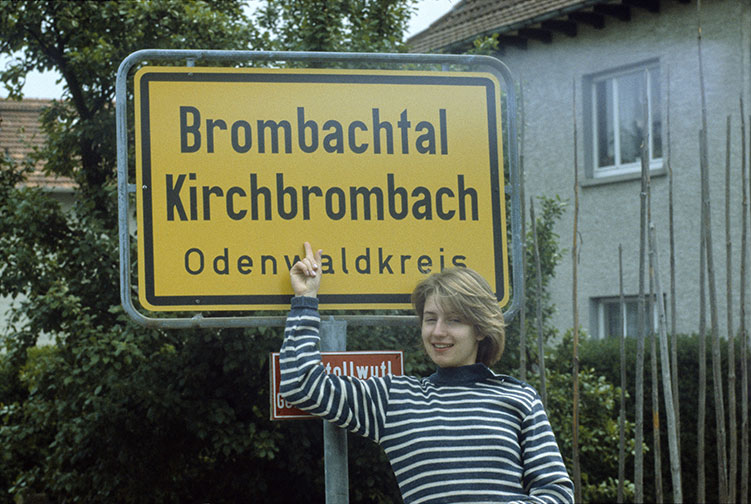 Brombachtal
Kirchbrombach
Odenwaldkreis
Tollwut!